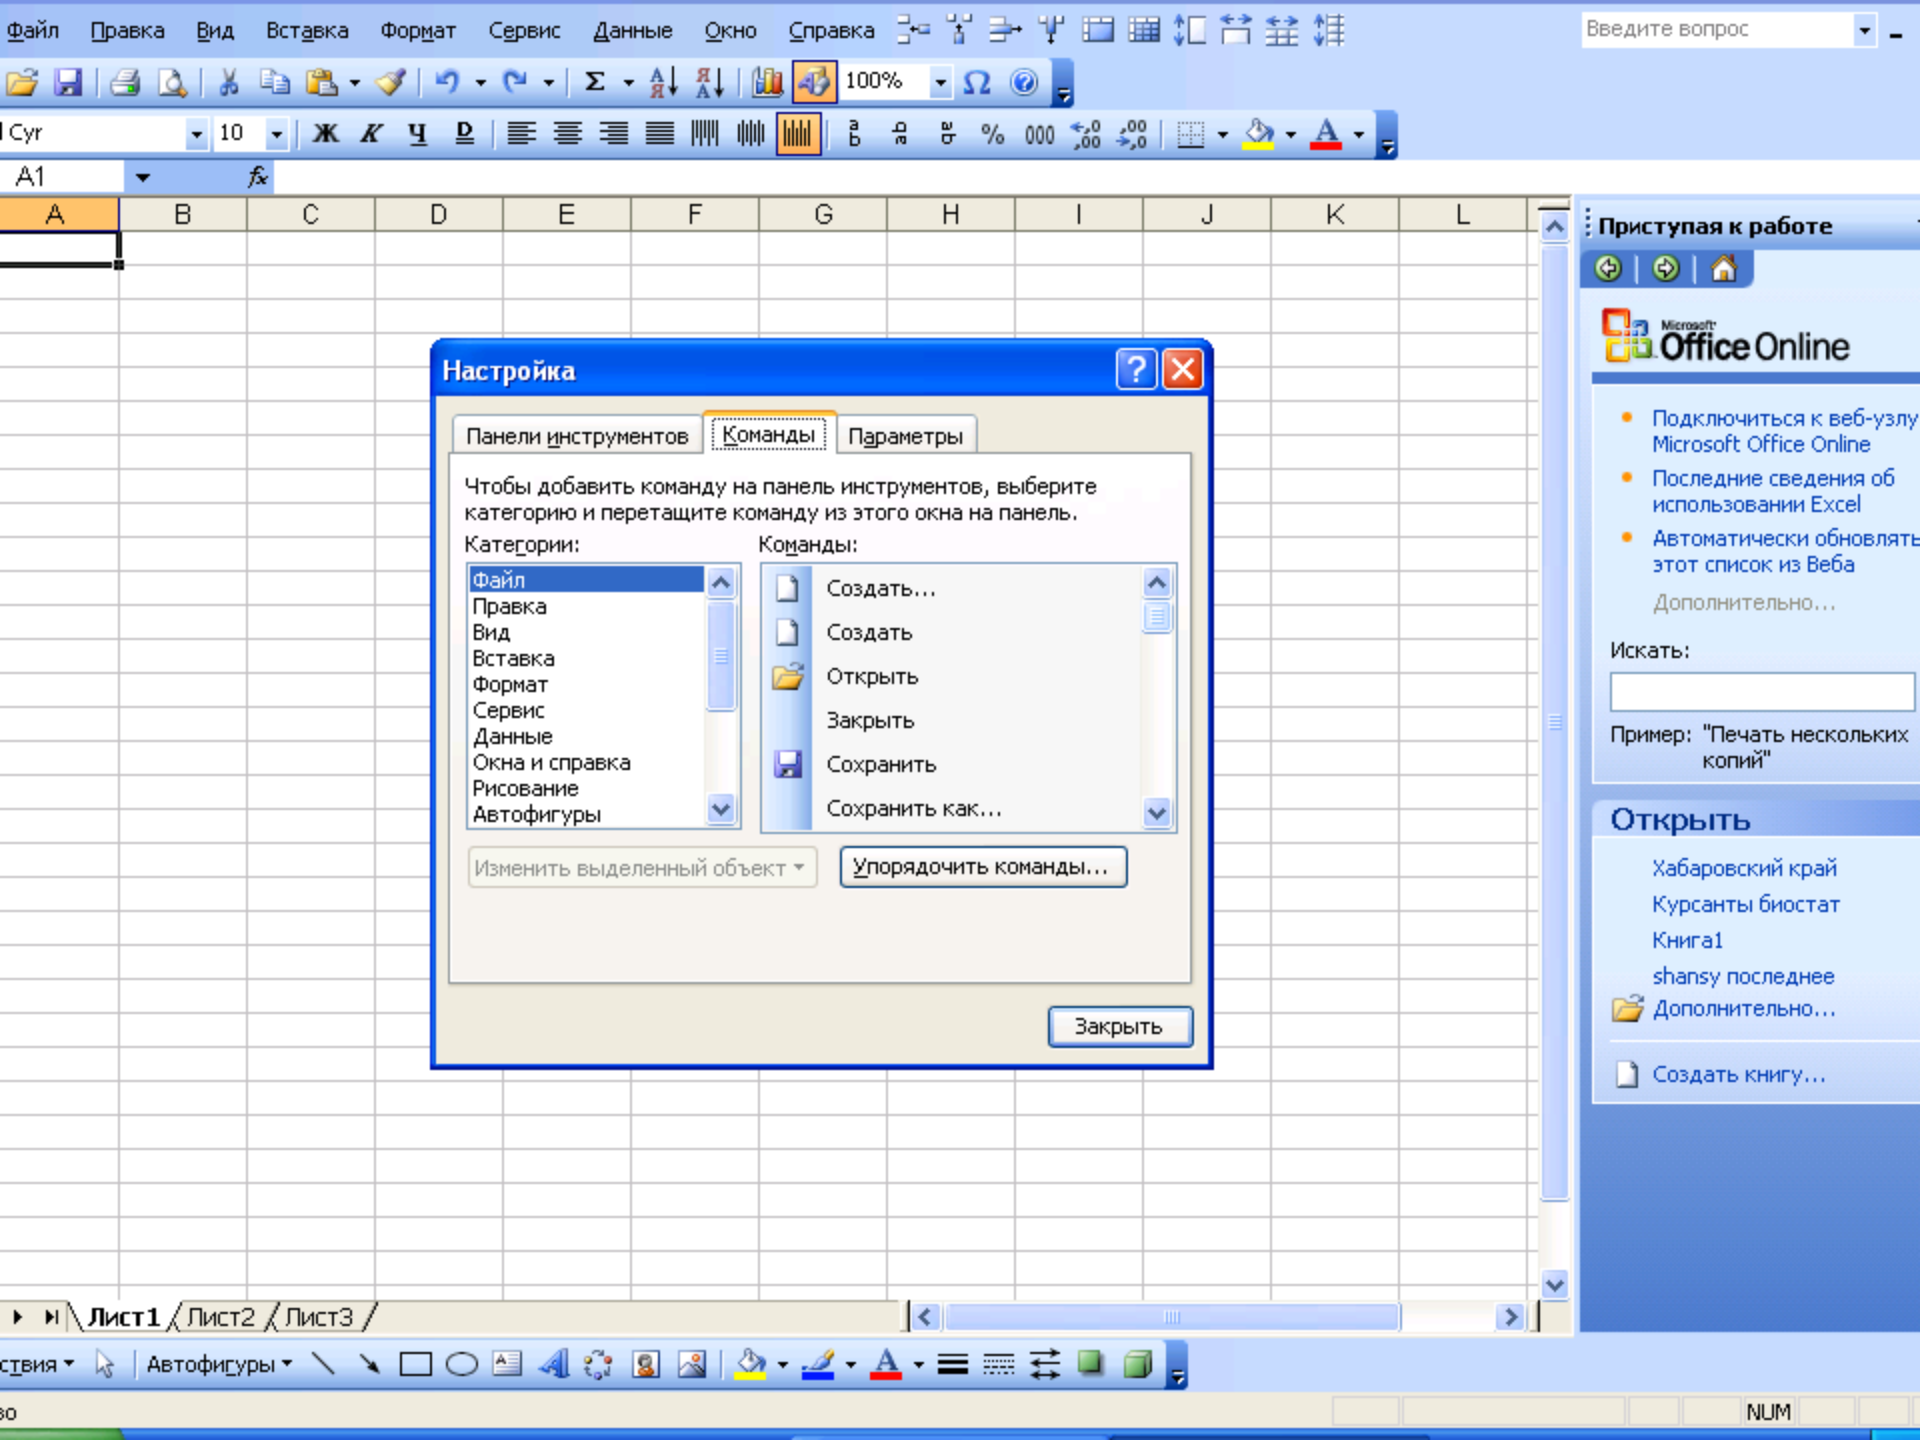 Файл Правка Вид Вставка Формат Сервис Данные Окно Справка Введите вопрос
Σ 100% Ω
Cyr 10 Ж К Ч D % 000
A1 fx
A B C D E F G H I J K L
Настройка
Панели инструментов Команды Параметры
Чтобы добавить команду на панель инструментов, выберите
категорию и перетащите команду из этого окна на панель.
Категории: Команды:
Файл
Правка
Вид
Вставка
Формат
Сервис
Данные
Окна и справка
Рисование
Автофигуры
Создать...
Создать
Открыть
Закрыть
Сохранить
Сохранить как...
Изменить выделенный объект Упорядочить команды...
Закрыть
Приступая к работе
Microsoft
Office Online
Подключиться к веб-узлу
Microsoft Office Online
Последние сведения об
использовании Excel
Автоматически обновлять
этот список из Веба
Дополнительно...
Искать:
Пример: "Печать нескольких
копий"
Открыть
Хабаровский край
Курсанты биостат
Книга1
shansy последнее
Дополнительно...
Создать книгу...
Лист1 Лист2 Лист3
ствия Автофигуры
NUM